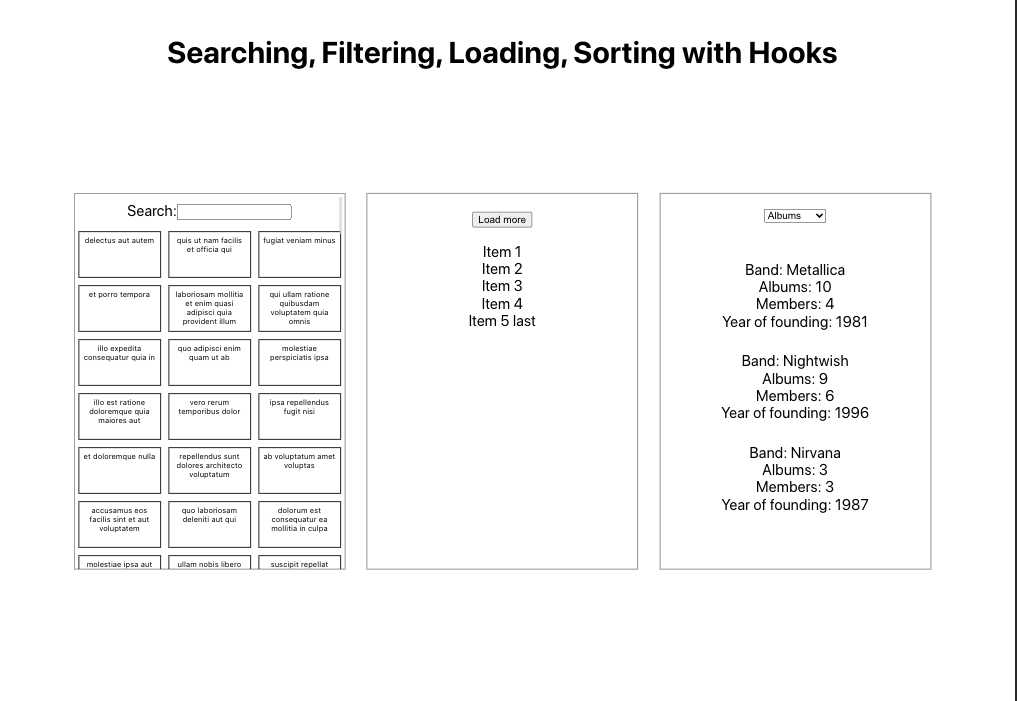 Searching, Filtering, Loading, Sorting with Hooks
Search:
delectus aut autem
quis ut nam facilis
et officia qui
fugiat veniam minus
et porro tempora
laboriosam mollitia
et enim quasi
adipisci quia
provident illum
qui ullam ratione
quibusdam
voluptatem quia
omnis
illo expedita
consequatur quia in
quo adipisci enim
quam ut ab
molestiae
perspiciatis ipsa
illo est ratione
doloremque quia
maiores aut
vero rerum
temporibus dolor
ipsa repellendus
fugit nisi
et doloremque nulla
repellendus sunt
dolores architecto
voluptatum
ab voluptatum amet
voluptas
accusamus eos
facilis sint et aut
voluptatem
quo laboriosam
deleniti aut qui
dolorum est
consequatur ea
mollitia in culpa
molestiae ipsa aut
ullam nobis libero
suscipit repellat
Load more
Item 1
Item 2
Item 3
Item 4
Item 5 last
Albums
Band: Metallica
Albums: 10
Members: 4
Year of founding: 1981
Band: Nightwish
Albums: 9
Members: 6
Year of founding: 1996
Band: Nirvana
Albums: 3
Members: 3
Year of founding: 1987